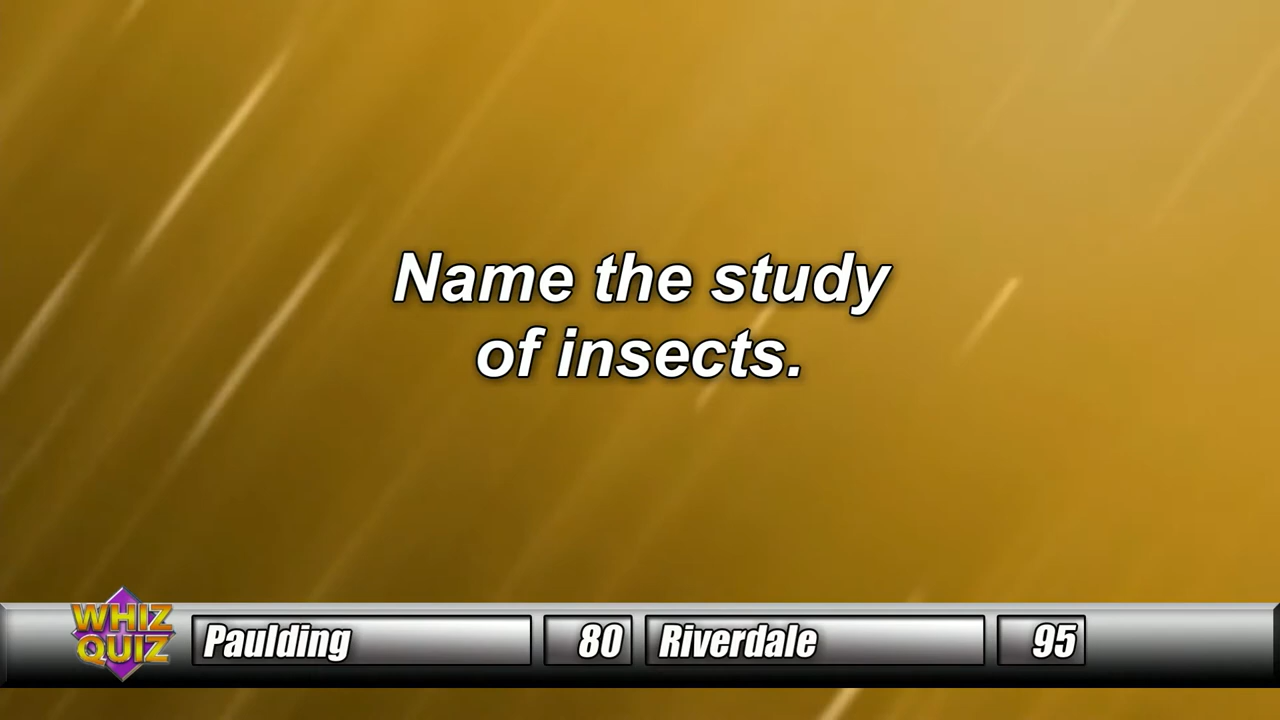 Name the study
of insects.
WHIZ
QUIZ
Paulding
80
Riverdale
95